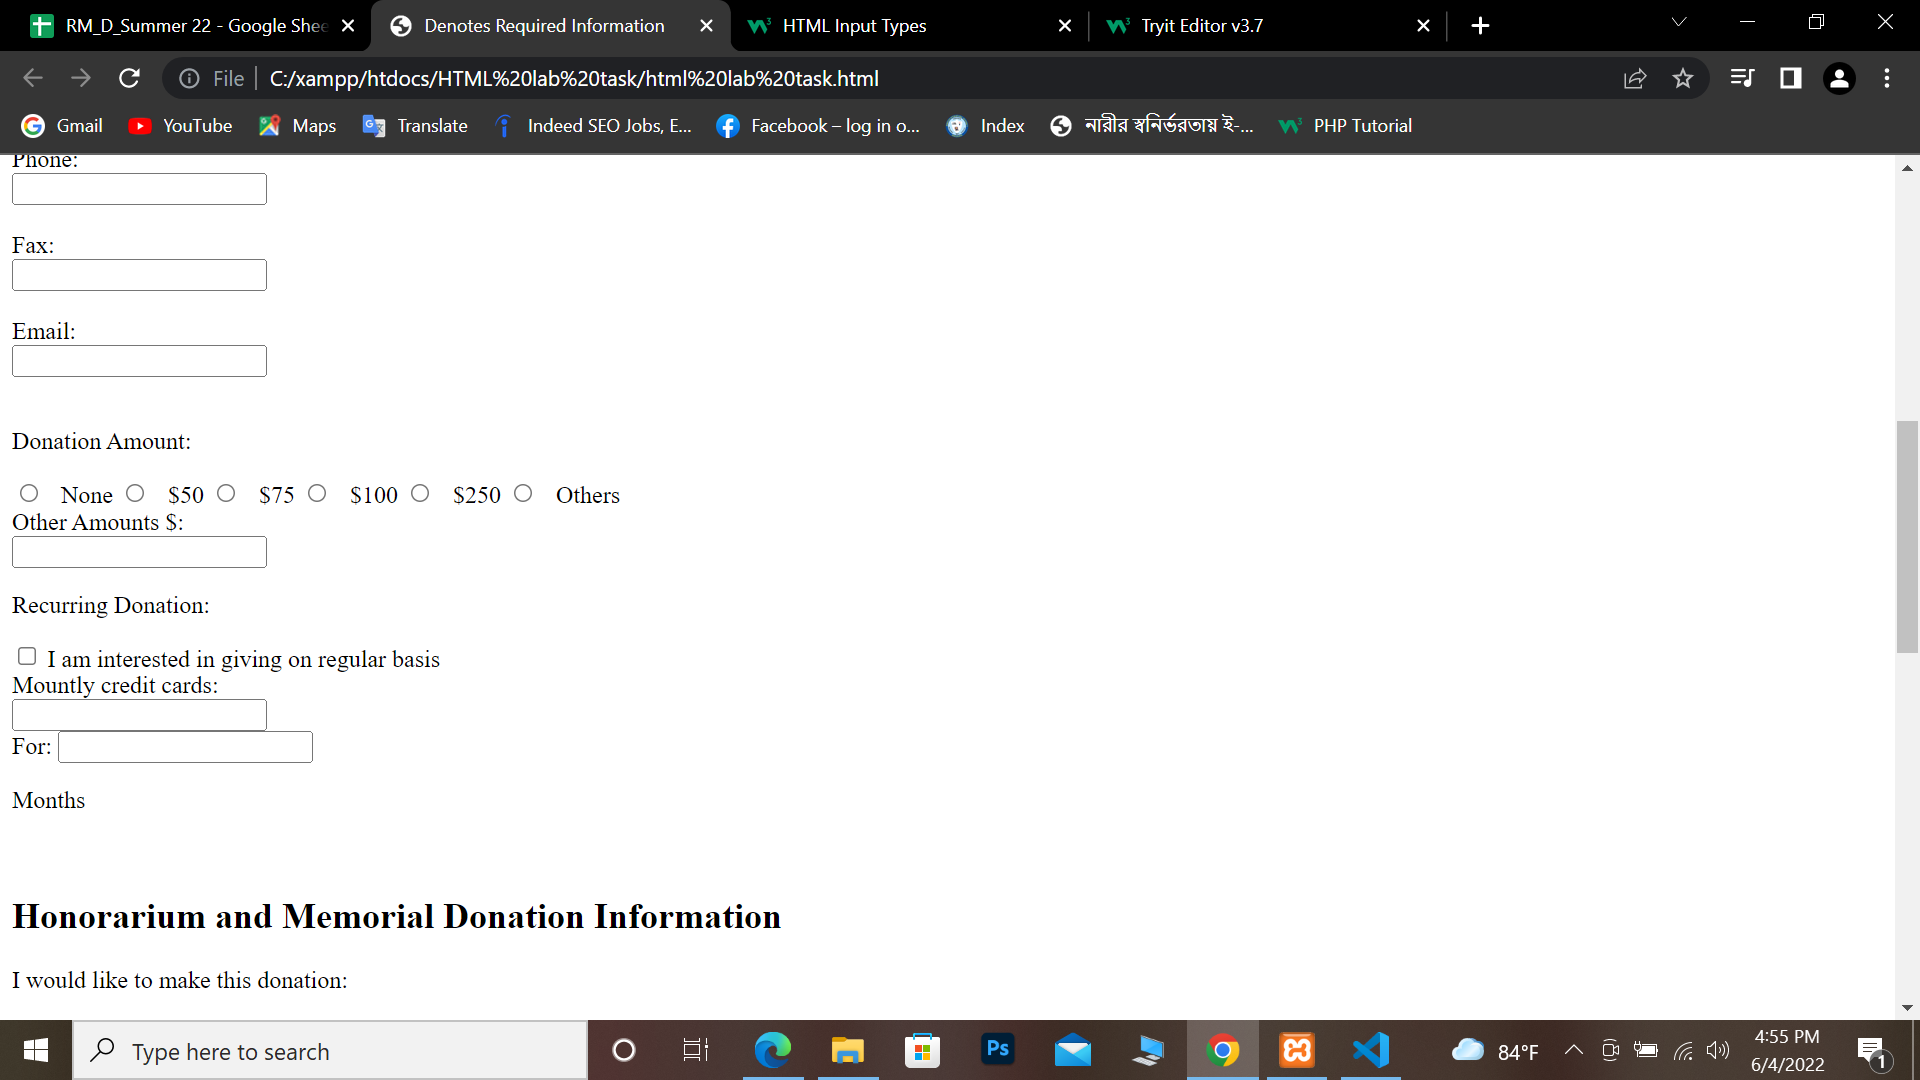 RM_D_Summer 22 - Google Shee
Denotes Required Information
HTML Input Types
Tryit Editor v3.7
File
C:/xampp/htdocs/HTML%20lab%20task/html%20lab%20task.html
Gmail
YouTube
Maps
Translate
Indeed SEO Jobs, E...
Facebook – log in o...
Index
নারীর স্বনির্ভরতায় ই-...
PHP Tutorial
Phone:
Fax:
Email:
Donation Amount:
None $50 $75 $100 $250 Others
Other Amounts $:
Recurring Donation:
I am interested in giving on regular basis
Mountly credit cards:
For:
Months
Honorarium and Memorial Donation Information
I would like to make this donation:
Type here to search
Ps
84°F
4:55 PM
6/4/2022
1